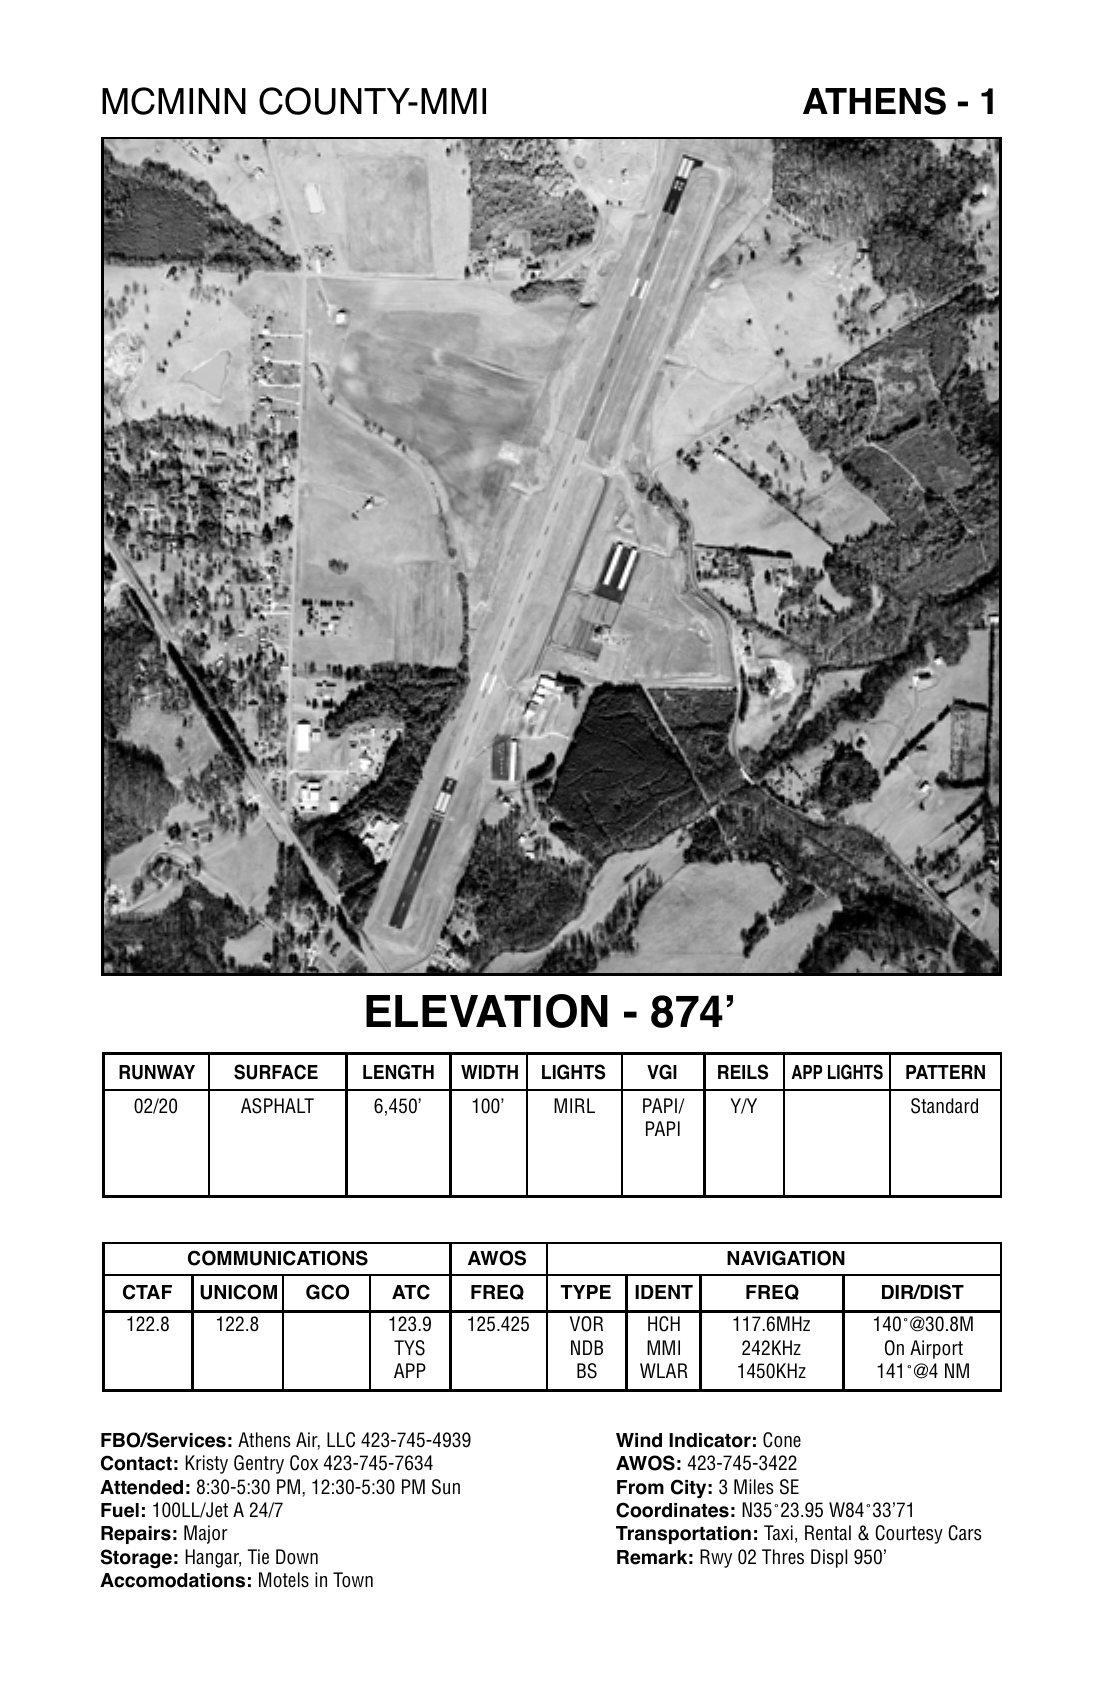 MCMINN COUNTY-MMI
ATHENS - 1
ELEVATION - 874’
RUNWAY SURFACE LENGTH WIDTH LIGHTS VGI REILS APP LIGHTS PATTERN
02/20 ASPHALT 6,450’ 100’ MIRL PAPI/ Y/Y Standard
PAPI
COMMUNICATIONS AWOS NAVIGATION
CTAF UNICOM GCO ATC FREQ TYPE IDENT FREQ DIR/DIST
122.8 122.8 123.9 125.425 VOR HCH 117.6MHz 140˚@30.8M
TYS NDB MMI 242KHz On Airport
APP BS WLAR 1450KHz 141˚@4 NM
FBO/Services: Athens Air, LLC 423-745-4939
Contact: Kristy Gentry Cox 423-745-7634
Attended: 8:30-5:30 PM, 12:30-5:30 PM Sun
Fuel: 100LL/Jet A 24/7
Repairs: Major
Storage: Hangar, Tie Down
Accomodations: Motels in Town
Wind Indicator: Cone
AWOS: 423-745-3422
From City: 3 Miles SE
Coordinates: N35˚23.95 W84˚33’71
Transportation: Taxi, Rental & Courtesy Cars
Remark: Rwy 02 Thres Displ 950’